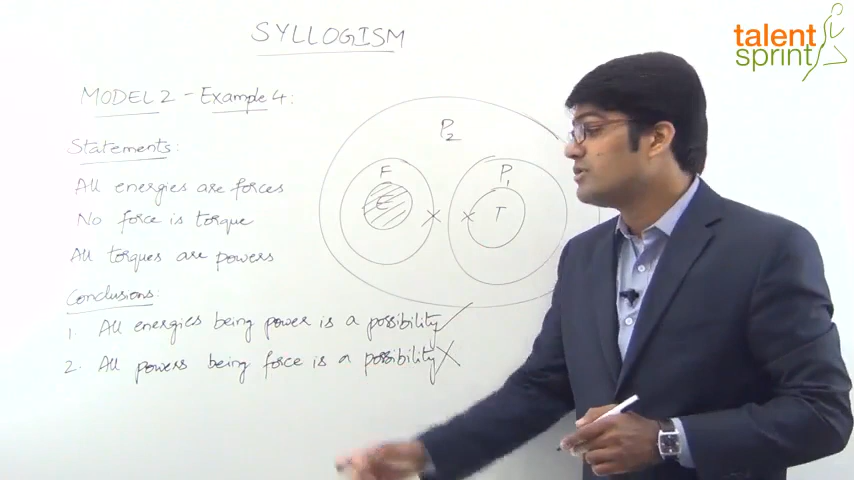 talent
sprint
SYLLOGISM
MODEL 2 - Example 4:
Statements:
All energies are forces
No force is torque
All torques are powers
Conclusions:
1. All energies being power is a possibility
2. All powers being force is a possibility
P2
F
E
P1
T